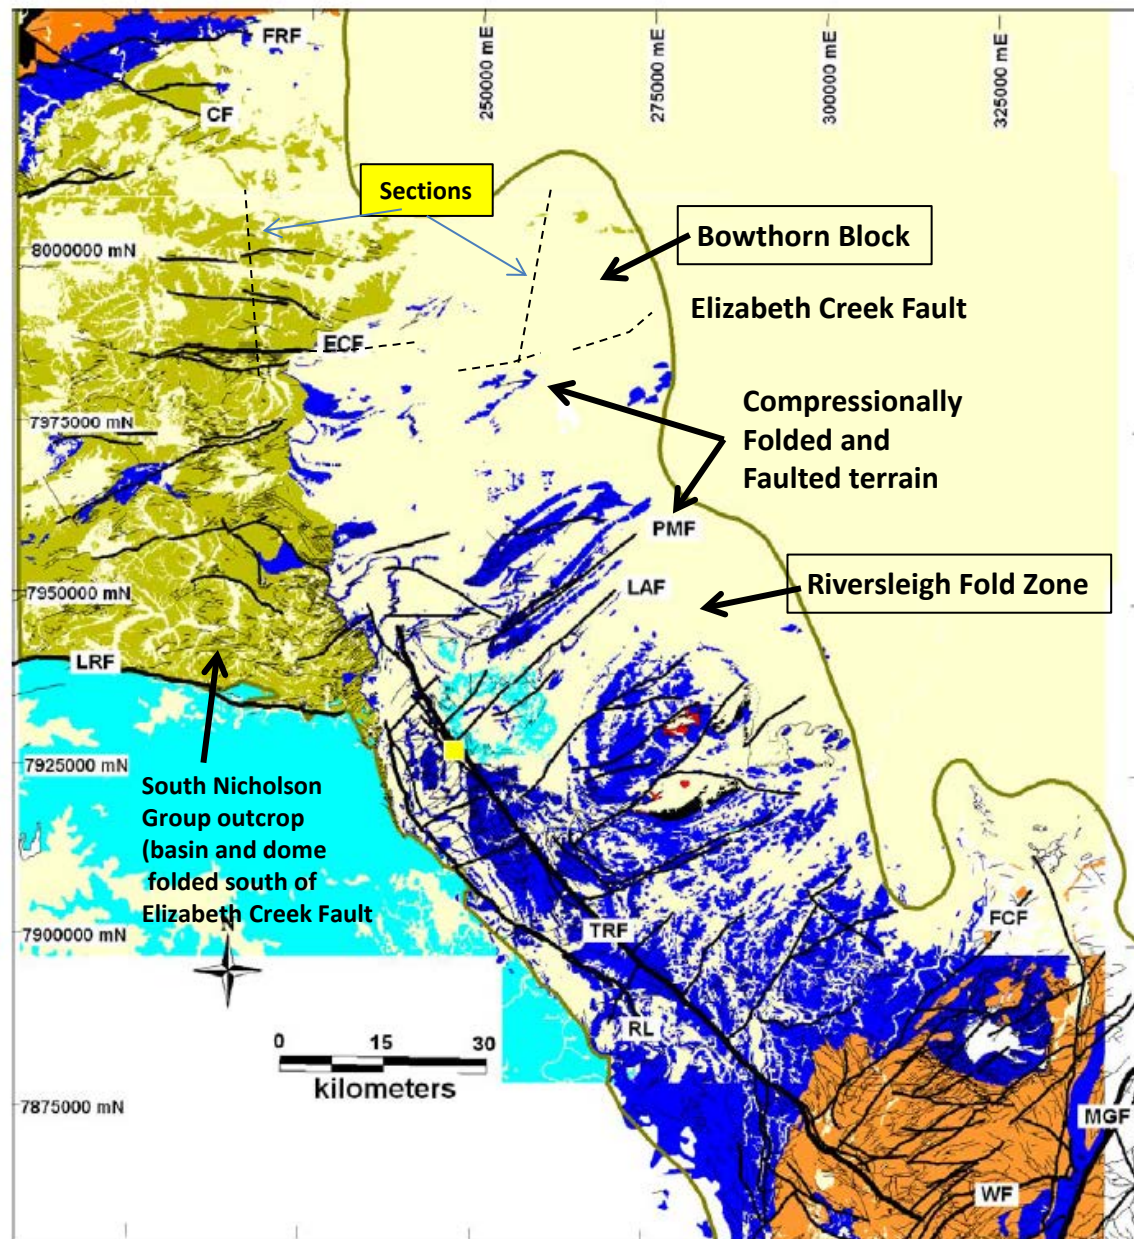 FRF
250000 mE
275000 mE
300000 mE
325000 mE
CF
Sections
8000000 mN
Bowthorn Block
Elizabeth Creek Fault
ECF
Compressionally
Folded and
Faulted terrain
7975000 mN
PMF
LAF
7950000 mN
Riversleigh Fold Zone
LRF
7925000 mN
South Nicholson
Group outcrop
(basin and dome
folded south of
Elizabeth Creek Fault
7900000 mN
N
TRF
FCF
RL
0 15 30
kilometers
7875000 mN
MGF
WF